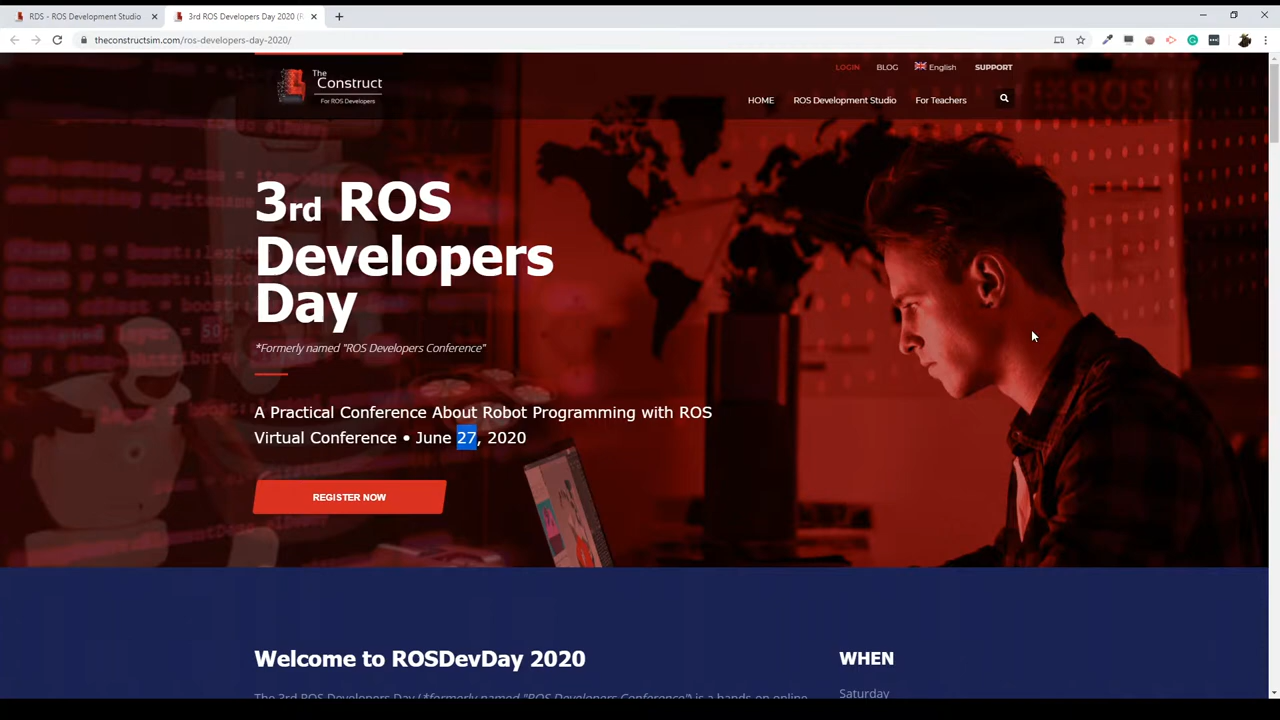 RDS - ROS Development Studio
3rd ROS Developers Day 2020 (R
theconstructsim.com/ros-developers-day-2020/
LOGIN
BLOG
English
SUPPORT
The
Construct
For ROS Developers
HOME
ROS Development Studio
For Teachers
3rd ROS
Developers
Day
*Formerly named "ROS Developers Conference"
A Practical Conference About Robot Programming with ROS
Virtual Conference • June 27, 2020
REGISTER NOW
Welcome to ROSDevDay 2020
WHEN
The 3rd ROS Developers Day (*formerly named "ROS Developers Conference") is a hands-on online
Saturday